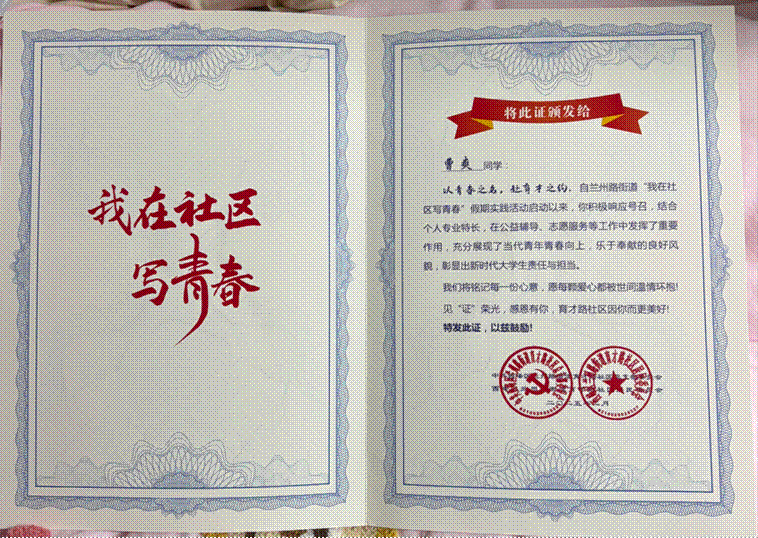 我在社区
写青春
将此证颁发给
曹爽 同学：
以青春之名，赴育才之约，自兰州路街道“我在社
区写青春”假期实践活动启动以来，你积极响应号召，结合
个人专业特长，在公益辅导、志愿服务等工作中发挥了重要
作用，充分展现了当代青年青春向上，乐于奉献的良好风
貌，彰显出新时代大学生责任与担当。
我们将铭记每一份心意，愿每颗爱心都被世间温情环抱！
见“证”荣光，感恩有你，育才路社区因你而更美好！
特发此证，以兹鼓励！
二〇二五年 月